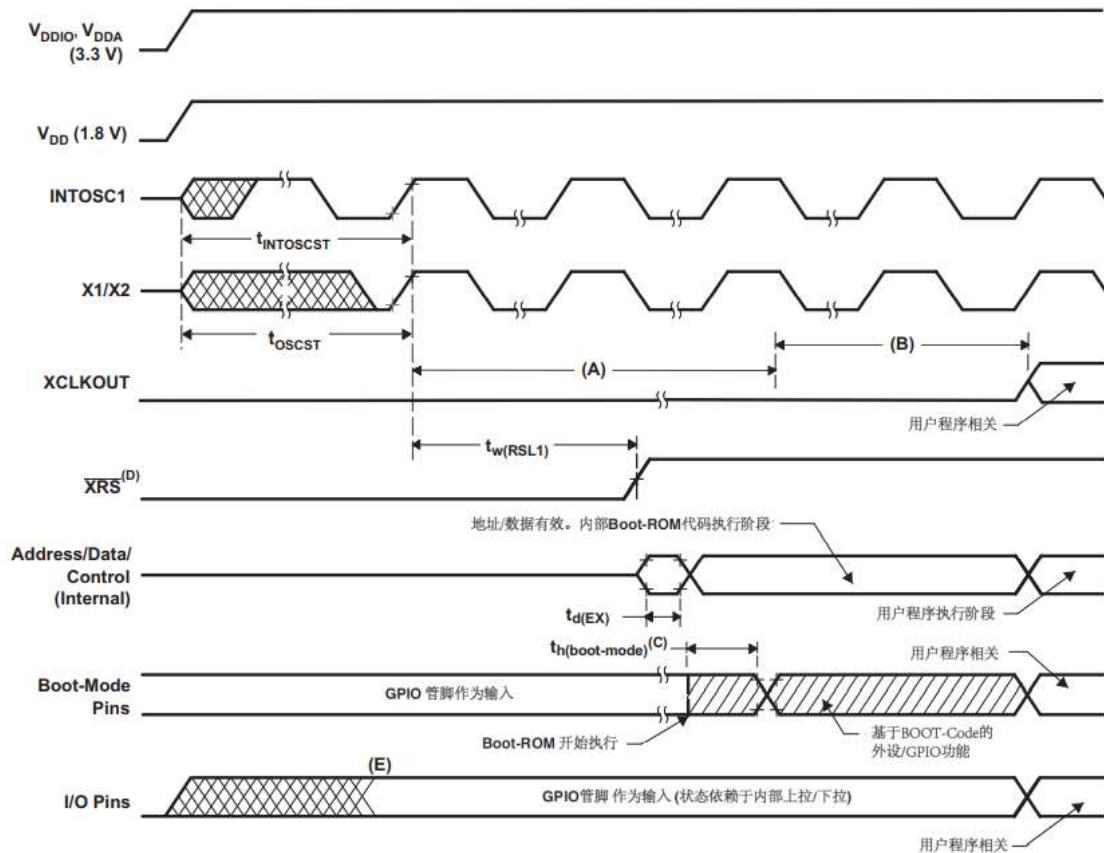 VDDIO, VDDA
(3.3 V)
VDD (1.8 V)
INTOSC1
tINTOSCST
X1/X2
tOSCST
(A)
(B)
XCLKOUT
用户程序相关
tw(RSL1)
XRS(D)
地址/数据有效。内部Boot-ROM代码执行阶段
Address/Data/
Control
(Internal)
td(EX)
用户程序执行阶段
th(boot-mode)(C)
用户程序相关
Boot-Mode
Pins
GPIO 管脚作为输入
Boot-ROM 开始执行
基于BOOT-Code的
外设/GPIO功能
(E)
I/O Pins
GPIO管脚 作为输入 (状态依赖于内部上拉/下拉)
用户程序相关